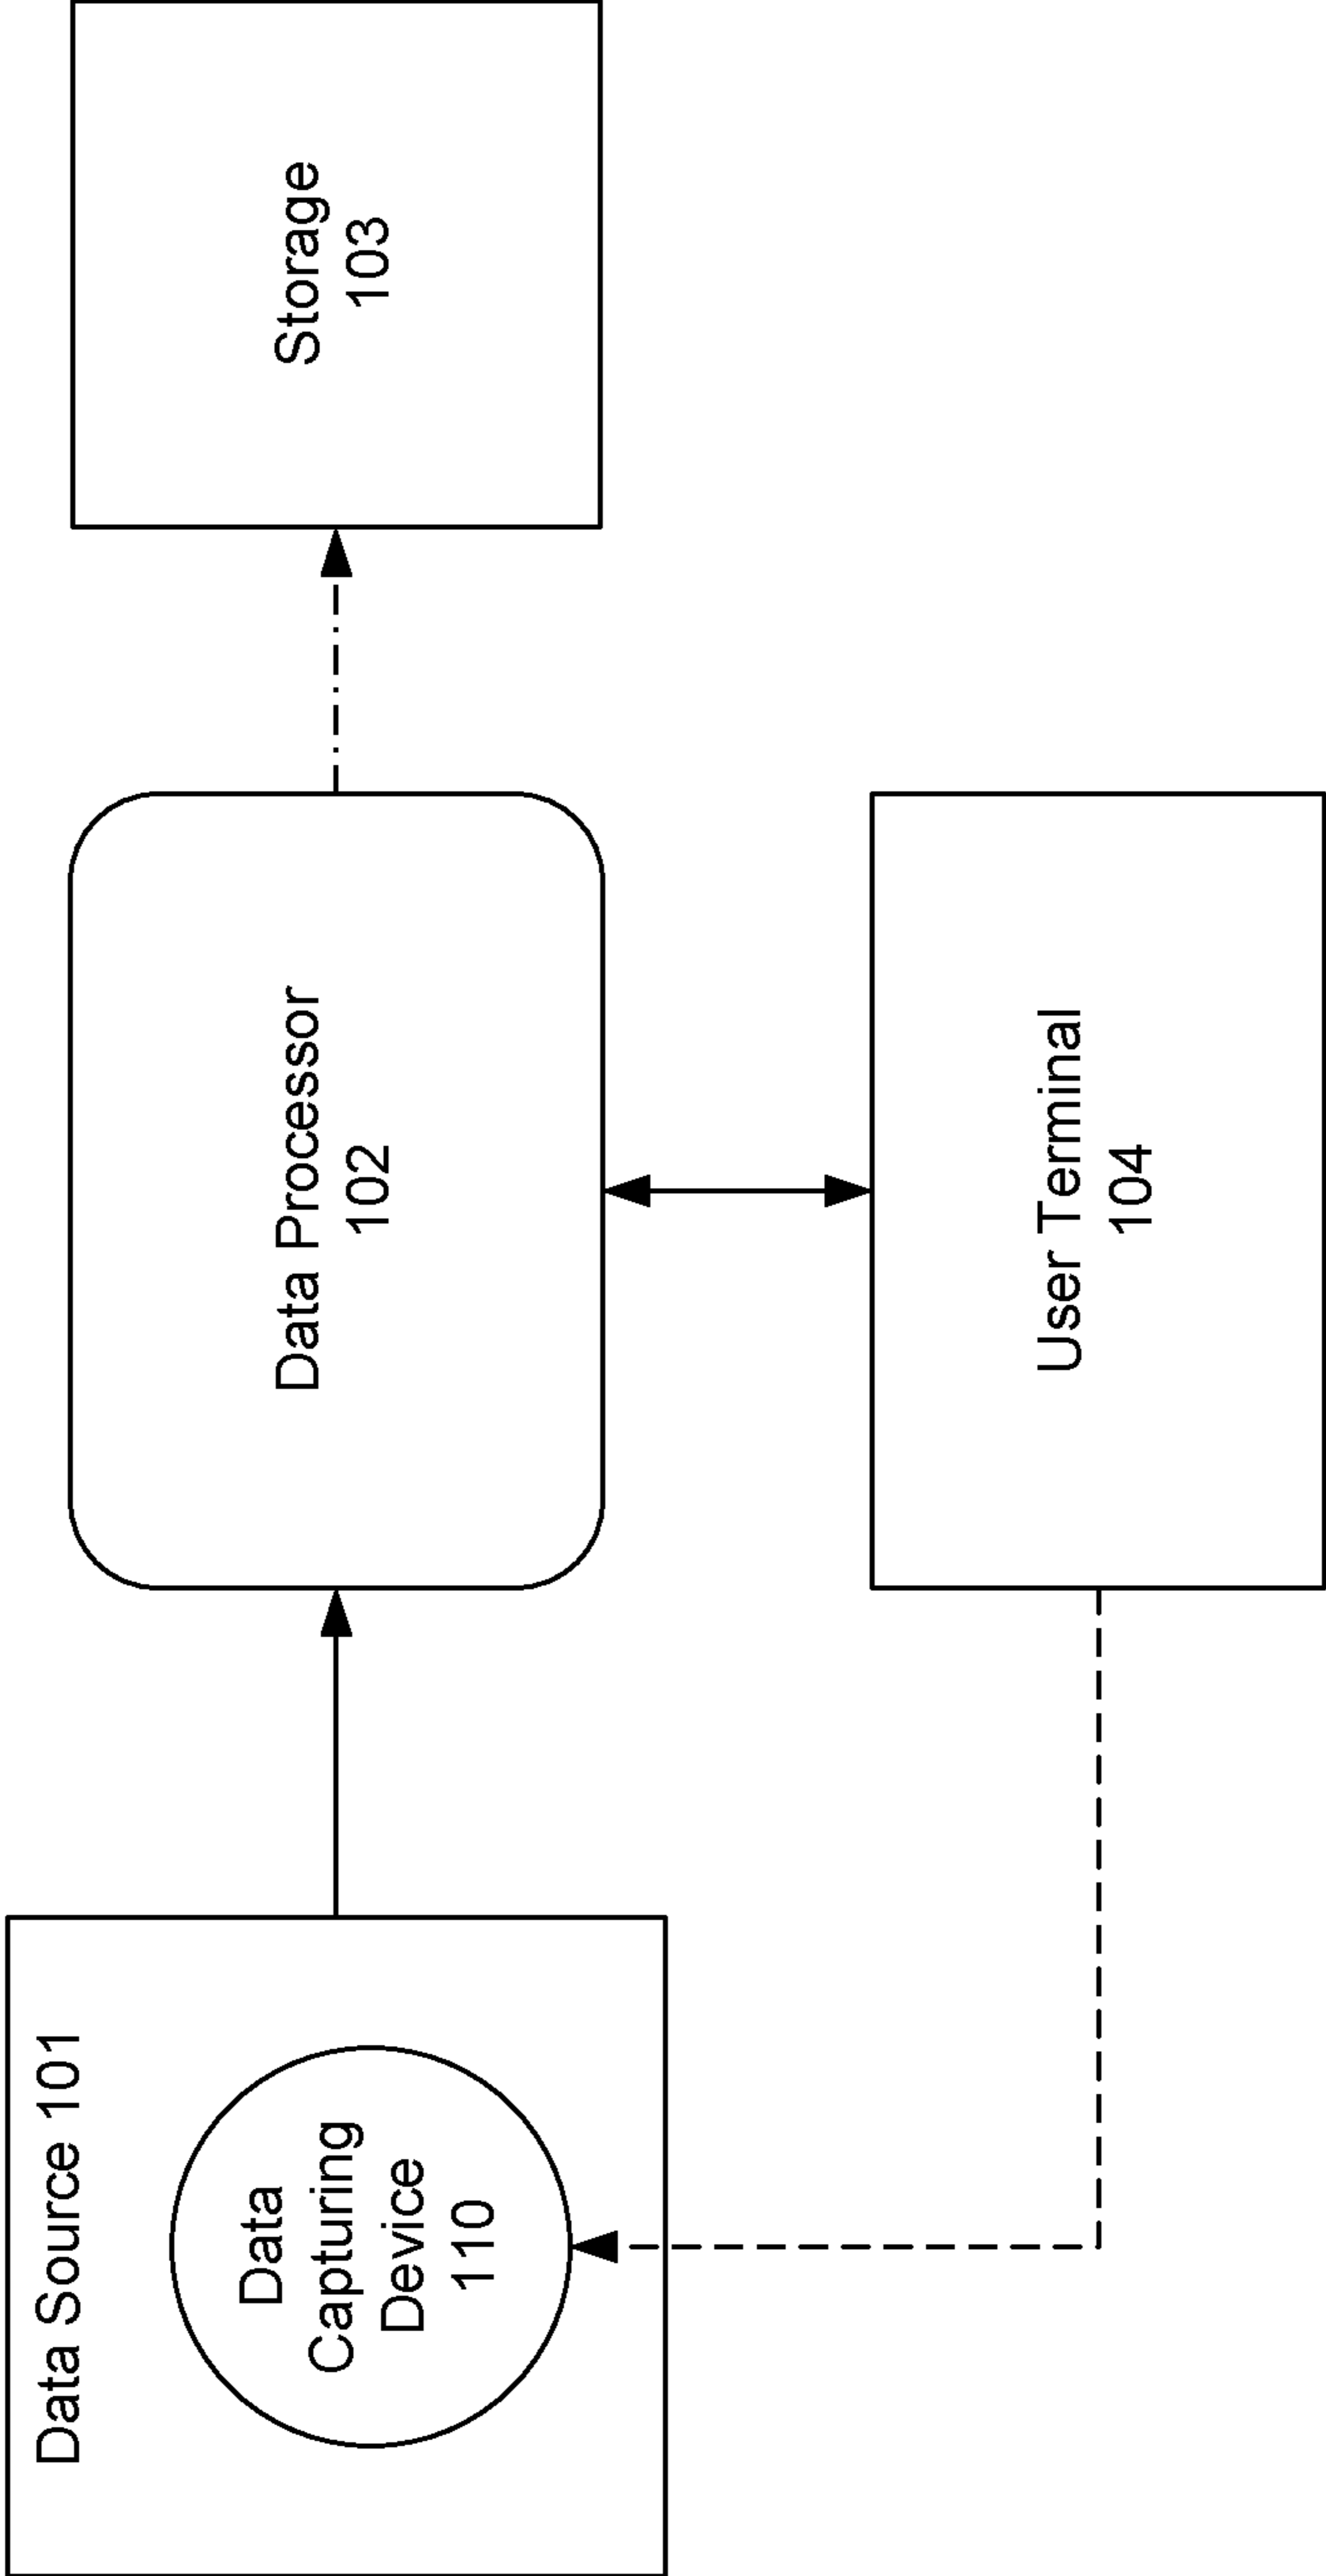 Data Source 101
Data
Capturing
Device
110
Data Processor
102
Storage
103
User Terminal
104